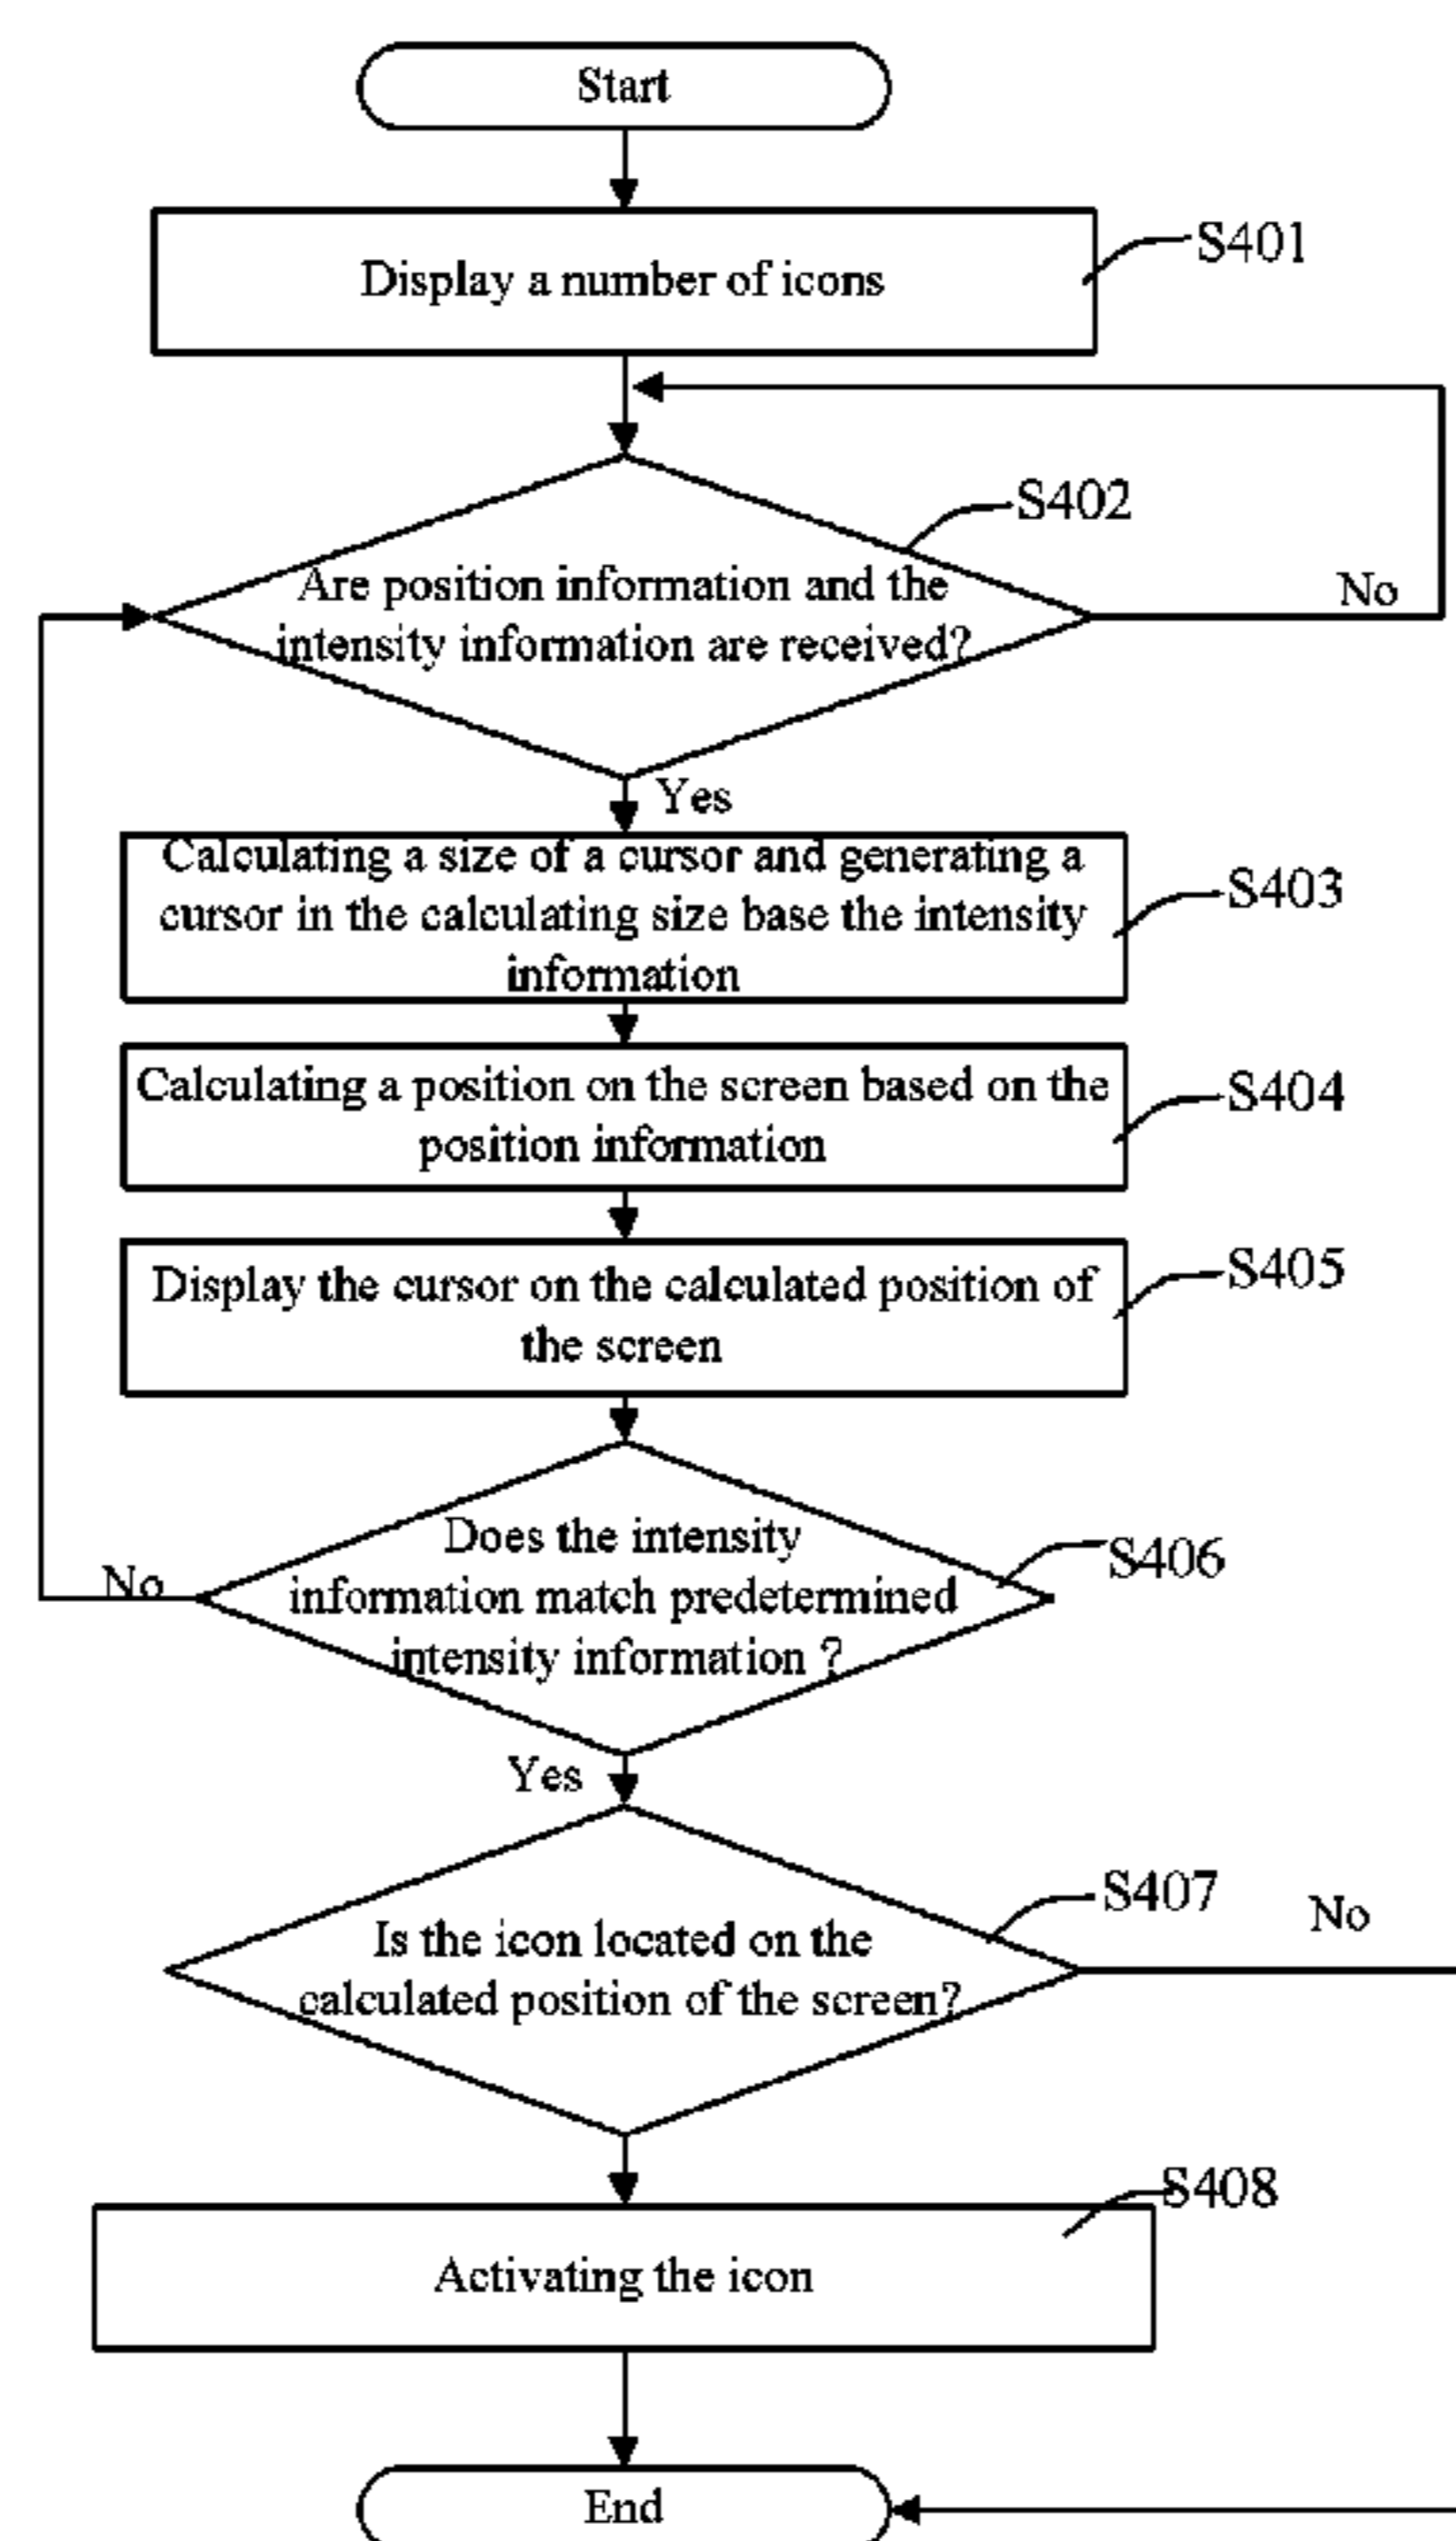 Start
Display a number of icons
S401
S402
Are position information and the
intensity information are received?
No
Yes
Calculating a size of a cursor and generating a
cursor in the calculating size base the intensity
information
S403
Calculating a position on the screen based on the
position information
S404
Display the cursor on the calculated position of
the screen
S405
Does the intensity
information match predetermined
intensity information ?
S406
No
Yes
Is the icon located on the
calculated position of the screen?
S407
No
S408
Activating the icon
End